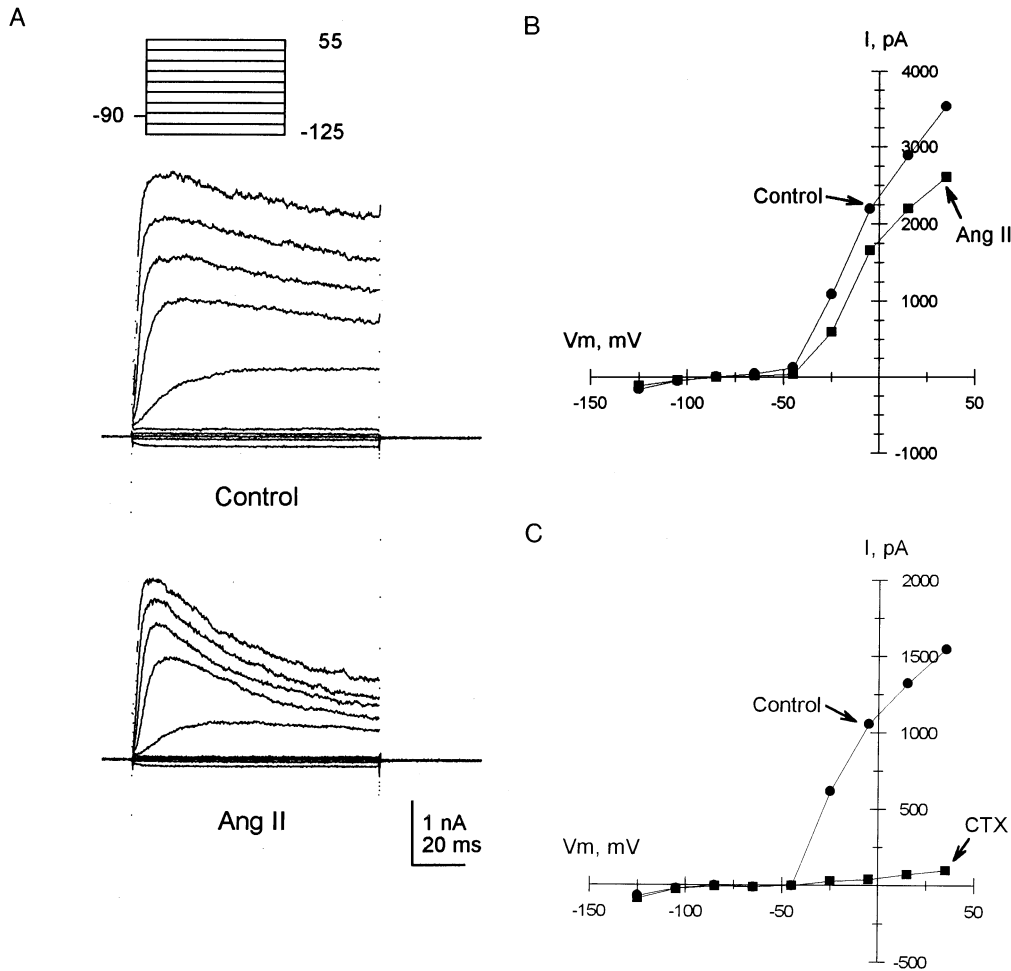 A
55
-90
-125
Control
Ang II
1 nA
20 ms
B
I, pA
4000
3000
Control
2000
Ang II
1000
Vm, mV
-150
-100
-50
50
-1000
C
I, pA
2000
1500
Control
1000
500
CTX
Vm, mV
-150
-100
-50
50
-500